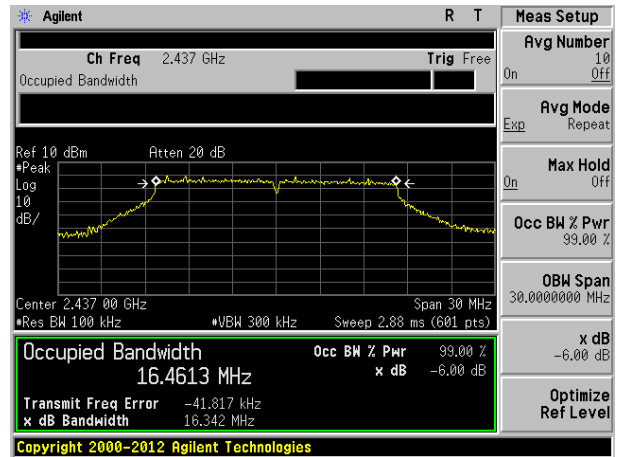 Agilent R T
Ch Freq 2.437 GHz Trig Free
Occupied Bandwidth
Ref 10 dBm Atten 20 dB
#Peak
Log
10
dB/
Center 2.437 00 GHz Span 30 MHz
#Res BW 100 kHz #VBW 300 kHz Sweep 2.88 ms (601 pts)
Occupied Bandwidth Occ BW % Pwr 99.00 %
16.4613 MHz x dB -6.00 dB
Transmit Freq Error -41.817 kHz
x dB Bandwidth 16.342 MHz
Copyright 2000-2012 Agilent Technologies
Meas Setup
Avg Number
10
On Off
Avg Mode
Exp Repeat
Max Hold
On Off
Occ BW % Pwr
99.00 %
OBW Span
30.0000000 MHz
x dB
-6.00 dB
Optimize
Ref Level